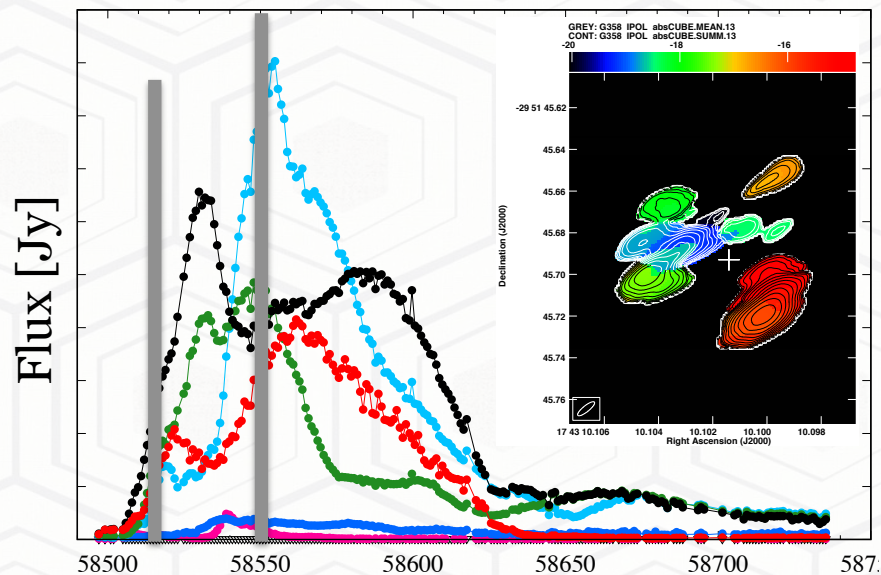 GREY: G358 IPOL absCUBE.MEAN.13
CONT: G358 IPOL absCUBE.SUMM.13
-20 -18 -16
Flux [Jy]
Declination (J2000)
-29 51 45.62
45.64
45.66
45.68
45.70
45.72
45.74
45.76
17 43 10.106 10.104 10.102 10.100 10.098
Right Ascension (J2000)
58500 58550 58600 58650 58700